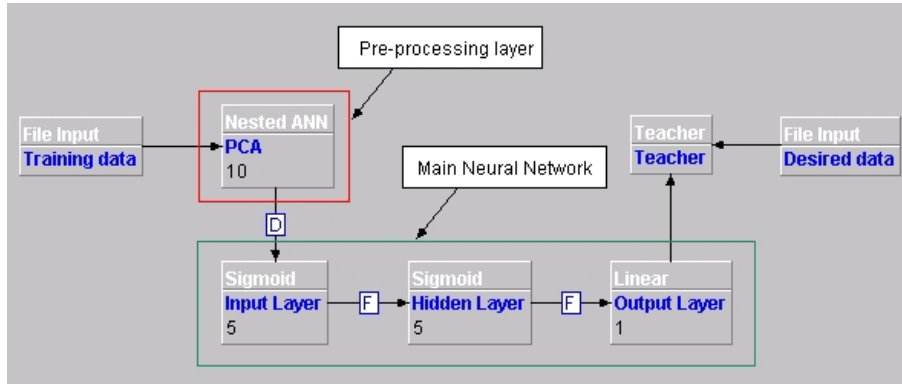 Pre-processing layer
File Input
Training data
Nested ANN
PCA
10
Teacher
Teacher
File Input
Desired data
Main Neural Network
D
Sigmoid
Input Layer
5
F
Sigmoid
Hidden Layer
5
F
Linear
Output Layer
1